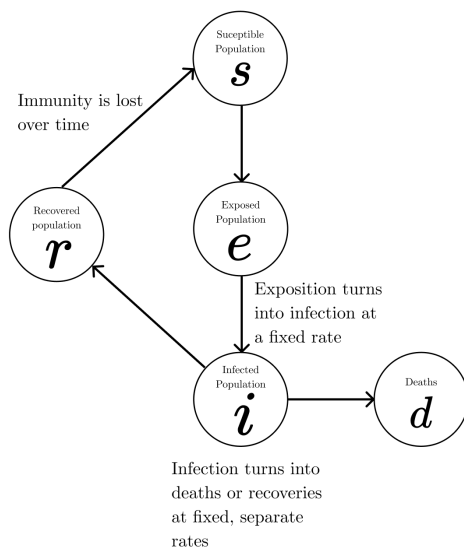 Suceptible
Population
s
Immunity is lost
over time
Recovered
population
r
Exposed
Population
e
Exposition turns
into infection at
a fixed rate
Infected
Population
i
Deaths
d
Infection turns into
deaths or recoveries
at fixed, separate
rates